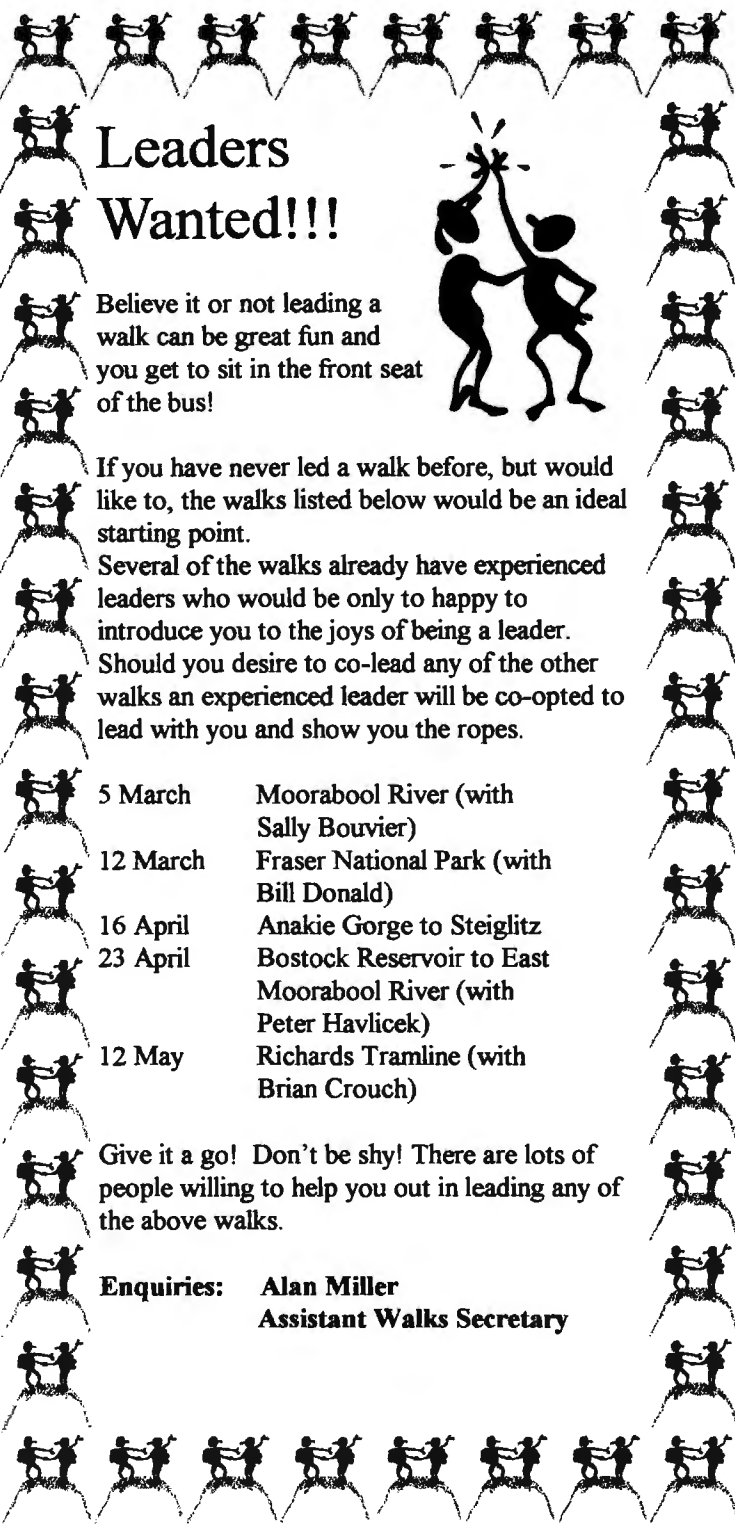 Leaders
Wanted!!!
Believe it or not leading a
walk can be great fun and
you get to sit in the front seat
of the bus!
If you have never led a walk before, but would
like to, the walks listed below would be an ideal
starting point.
Several of the walks already have experienced
leaders who would be only to happy to
introduce you to the joys of being a leader.
Should you desire to co-lead any of the other
walks an experienced leader will be co-opted to
lead with you and show you the ropes.
5 March Moorabool River (with
Sally Bouvier)
12 March Fraser National Park (with
Bill Donald)
16 April Anakie Gorge to Steiglitz
23 April Bostock Reservoir to East
Moorabool River (with
Peter Havlicek)
12 May Richards Tramline (with
Brian Crouch)
Give it a go! Don't be shy! There are lots of
people willing to help you out in leading any of
the above walks.
Enquiries: Alan Miller
Assistant Walks Secretary